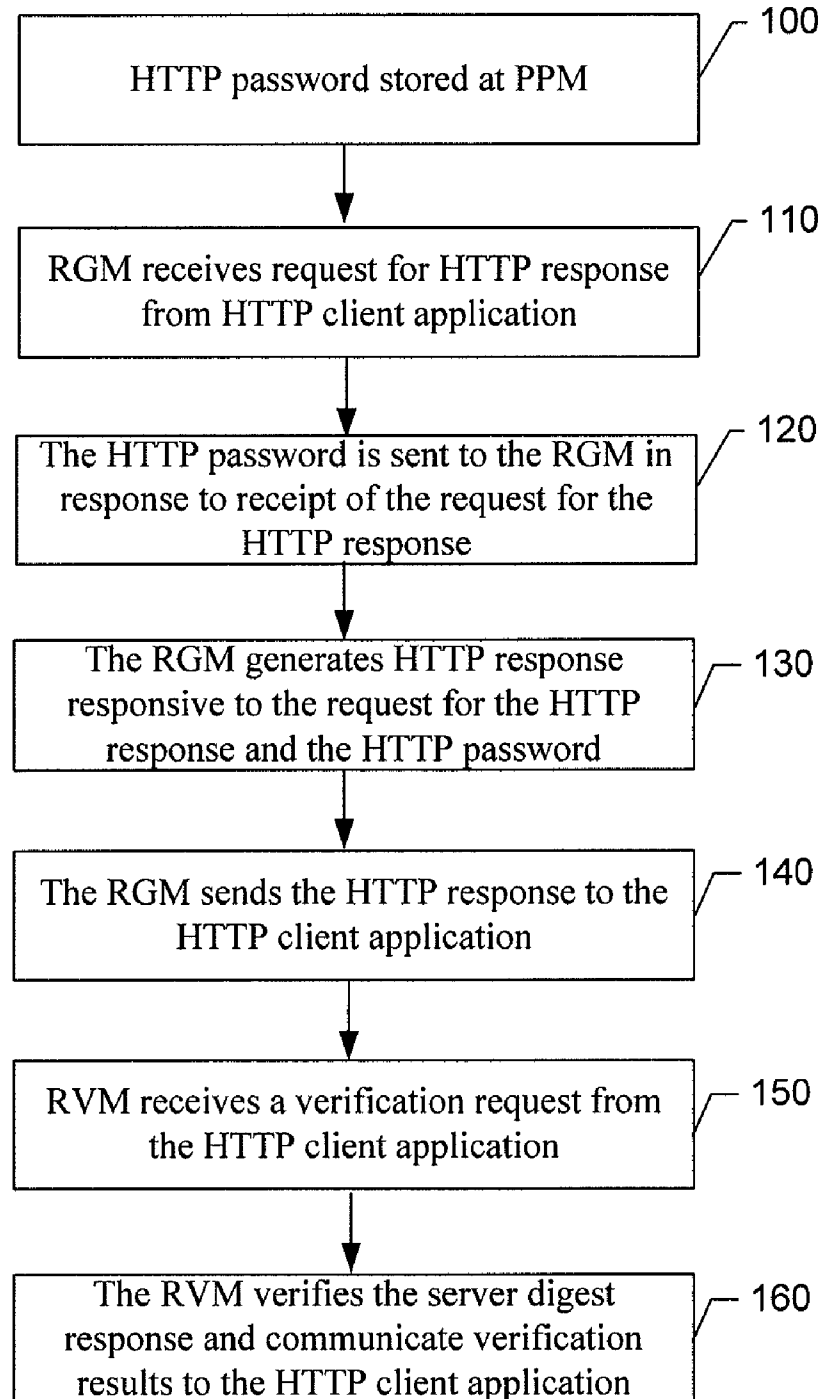 100
HTTP password stored at PPM
110
RGM receives request for HTTP response
from HTTP client application
120
The HTTP password is sent to the RGM in
response to receipt of the request for the
HTTP response
130
The RGM generates HTTP response
responsive to the request for the HTTP
response and the HTTP password
140
The RGM sends the HTTP response to the
HTTP client application
150
RVM receives a verification request from
the HTTP client application
160
The RVM verifies the server digest
response and communicate verification
results to the HTTP client application